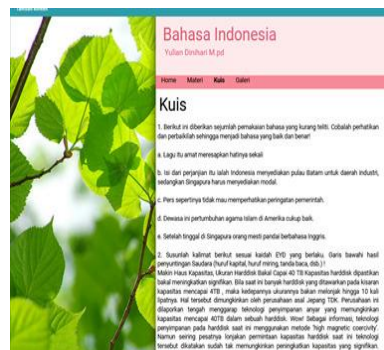 Bahasa Indonesia
Yulian Dinihari M.pd
Home Materi Kuis Galeri
Kuis
1. Berikut ini diberikan sejumlah pemakaian bahasa yang kurang teliti. Cobalah perhatikan
dan perbaikilah sehingga menjadi bahasa yang baik dan benar!
a. Lagu itu amat meresapkan hatinya sekali
b. Isi dari perjanjian itu ialah Indonesia menyediakan pulau Batam untuk daerah industri,
sedangkan Singapura harus menyediakan modal.
c. Pers sepertinya tidak mau memperhatikan peringatan pemerintah.
d. Dewasa ini pertumbuhan agama Islam di Amerika cukup baik.
e. Setelah tinggal di Singapura orang mesti pandai berbahasa Inggris.
2. Susunlah kalimat berikut sesuai kaidah EYD yang berlaku. Garis bawahi hasil
penyuntingan Saudara (huruf kapital, huruf miring, tanda baca, dsb.) !
Makin Haus Kapasitas, Ukuran Harddisk Bakal Capai 40 TB Kapasitas harddisk dipastikan
bakal meningkatkan signifikan. Bila saat ini banyak harddisk yang ditawarkan kapasitas
kapasitas mencapai 4TB , maka kedepanya ukurannya bakan melonjak hingga 10 kali
lipatnya. Hal tersebut dimungkinkan oleh perusahaan asal Jepang TDK. Perusahaan ini
dilaporkan tengah menggarap teknologi penyimpanan anyar yang memungkinkan
kapasitas mencapai 40TB dalam sebuah harddisk. Wow! Sebagai informasi, teknologi
penyimpanan pada harddisk saat ini menggunakan metode 'high magnetic coervivity'.
Namun seiring pesatnya lonjakan permintaan kapasitas harddisk saat ini teknologi
tersebut dikatakan sudah tak memungkinkan peningkatkan kapasitas yang signifikan.